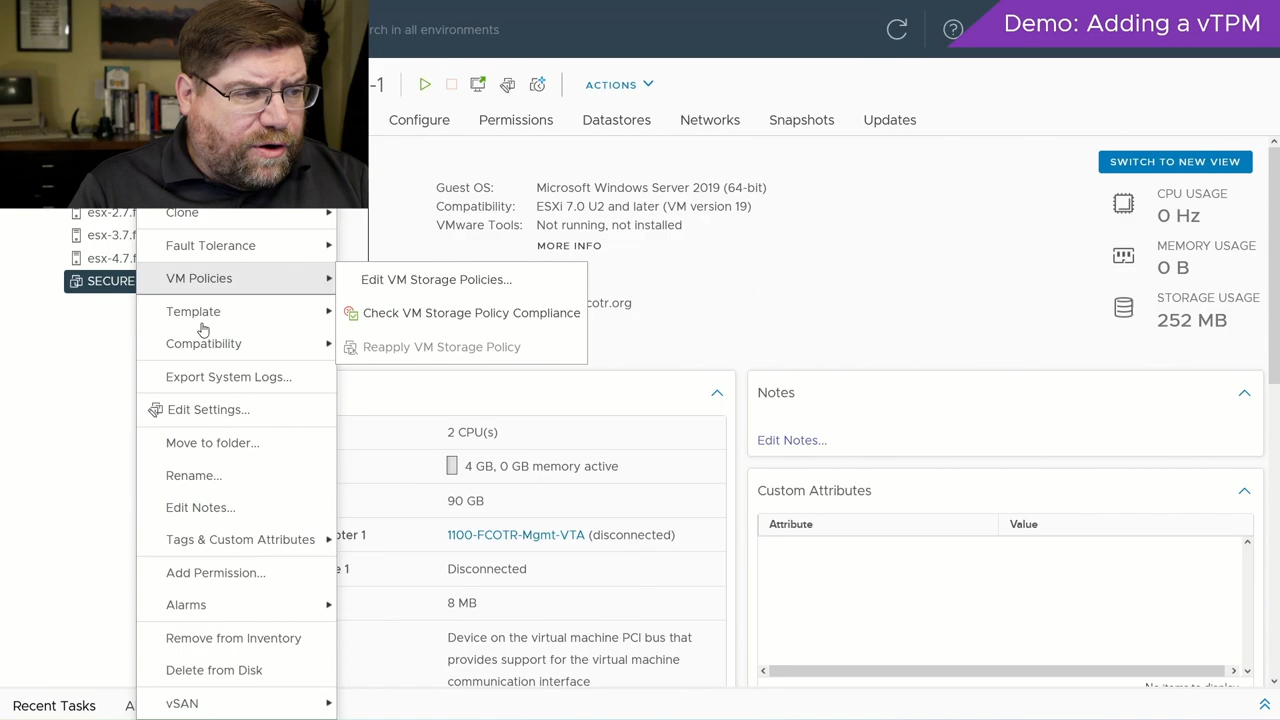 rch in all environments
Demo: Adding a vTPM
-1
ACTIONS
Configure
Permissions
Datastores
Networks
Snapshots
Updates
SWITCH TO NEW VIEW
Guest OS: Microsoft Windows Server 2019 (64-bit)
Compatibility: ESXi 7.0 U2 and later (VM version 19)
VMware Tools: Not running, not installed
MORE INFO
cotr.org
CPU USAGE
0 Hz
MEMORY USAGE
0 B
STORAGE USAGE
252 MB
esx-2.7.f
esx-3.7.f
esx-4.7.f
SECURE
Clone
Fault Tolerance
VM Policies
Template
Compatibility
Export System Logs...
Edit Settings...
Move to folder...
Rename...
Edit Notes...
Tags & Custom Attributes
Add Permission...
Alarms
Remove from Inventory
Delete from Disk
vSAN
Edit VM Storage Policies...
Check VM Storage Policy Compliance
Reapply VM Storage Policy
2 CPU(s)
4 GB, 0 GB memory active
90 GB
pter 1 1100-FCOTR-Mgmt-VTA (disconnected)
e 1 Disconnected
8 MB
Device on the virtual machine PCI bus that
provides support for the virtual machine
communication interface
Notes
Edit Notes...
Custom Attributes
Attribute
Value
No items to display
Recent Tasks
A